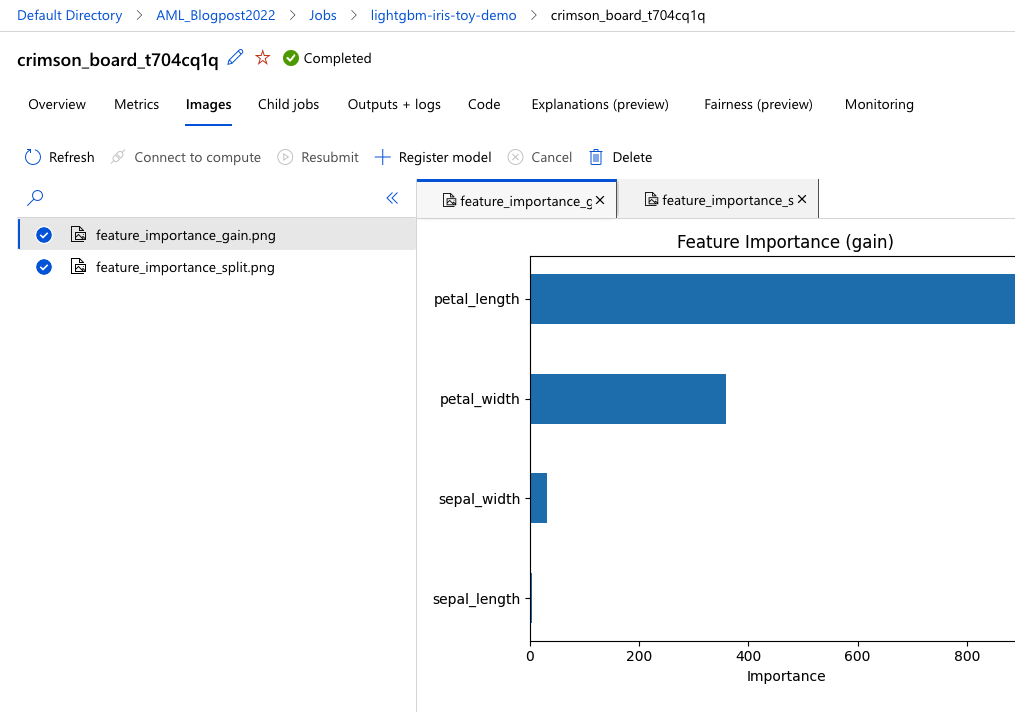 Default Directory > AML_Blogpost2022 > Jobs > lightgbm-iris-toy-demo > crimson_board_t704cq1q
crimson_board_t704cq1q Completed
Overview Metrics Images Child jobs Outputs + logs Code Explanations (preview) Fairness (preview) Monitoring
Refresh Connect to compute Resubmit Register model Cancel Delete
feature_importance_g feature_importance_s
feature_importance_gain.png
feature_importance_split.png
Feature Importance (gain)
petal_length
petal_width
sepal_width
sepal_length
0 200 400 600 800
Importance